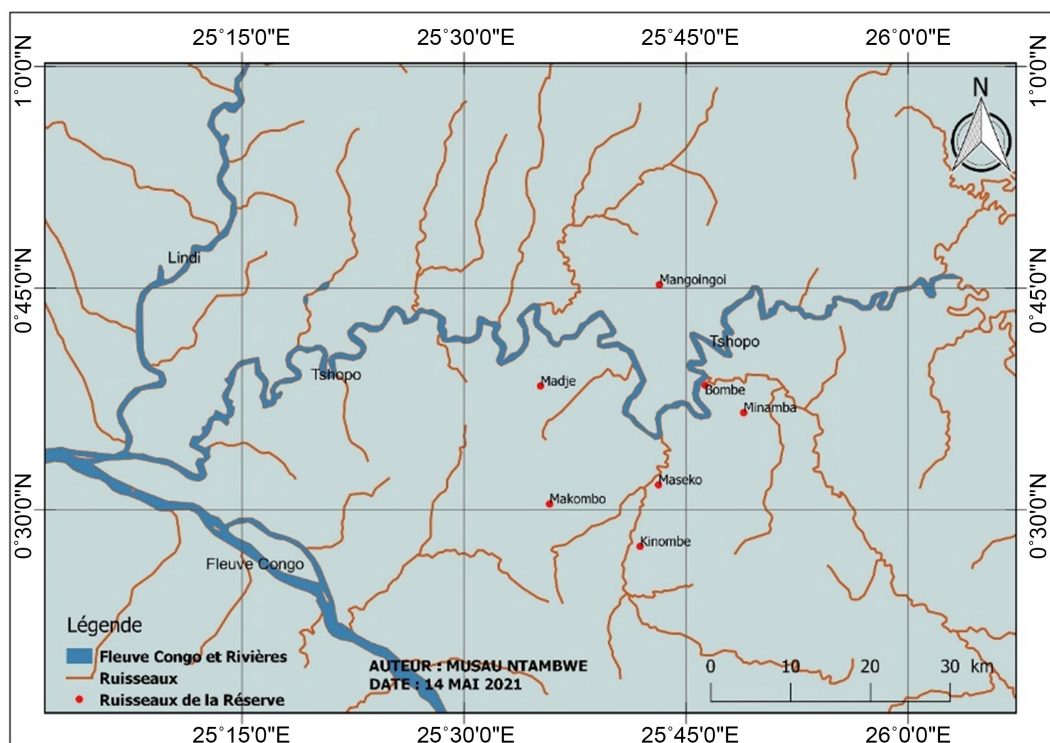 25°15'0"E 25°30'0"E 25°45'0"E 26°0'0"E
1°0'0"N 1°0'0"N
N
Lindi
Mangoingoi
0°45'0"N 0°45'0"N
Tshopo
Tshopo
Madje
Bombe
Minamba
Maseko
Makombo
0°30'0"N 0°30'0"N
Kinombe
Fleuve Congo
Légende
Fleuve Congo et Rivières
Ruisseaux
Ruisseaux de la Réserve
AUTEUR : MUSAU NTAMBWE
DATE : 14 MAI 2021
0 10 20 30 km
25°15'0"E 25°30'0"E 25°45'0"E 26°0'0"E